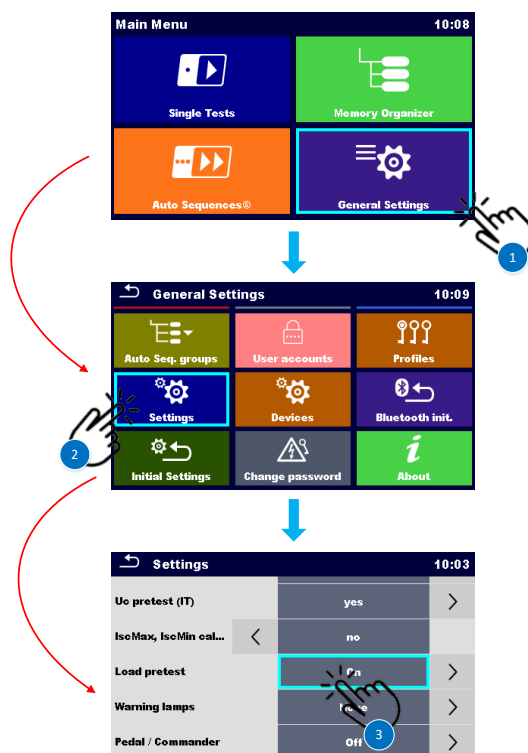 Main Menu 10:08
Single Tests
Memory Organizer
Auto Sequences®
General Settings
1
General Settings 10:09
Auto Seq. groups
User accounts
Profiles
Settings
Devices
Bluetooth init.
2
Initial Settings
Change password
About
Settings 10:03
Uc pretest (IT) yes
IscMax, IscMin cal... no
Load pretest On
Warning lamps None
3
Pedal / Commander Off